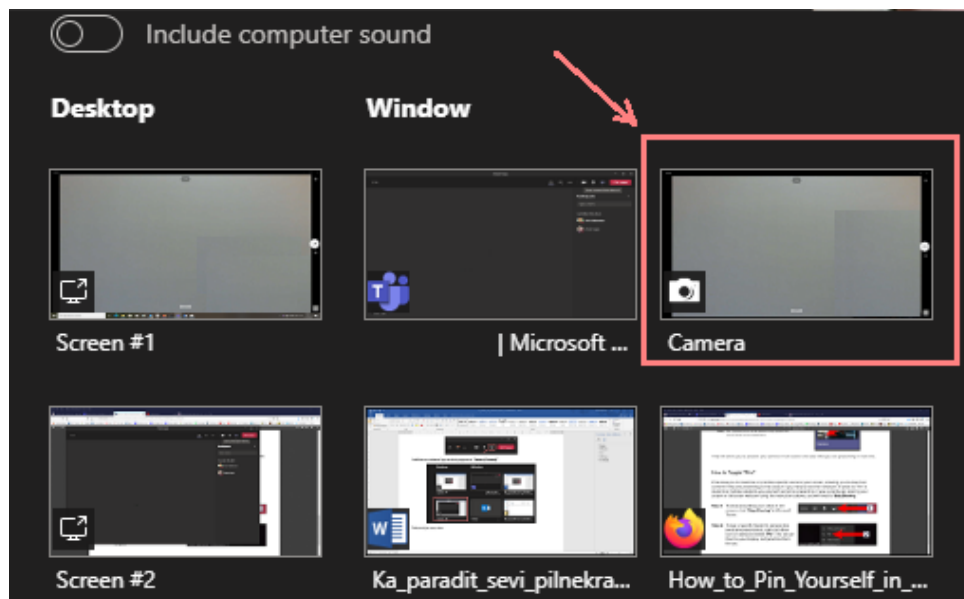 Include computer sound
Desktop
Window
Screen #1
| Microsoft ...
Camera
Screen #2
Ka_paradit_sevi_pilnekra...
How_to_Pin_Yourself_in_...